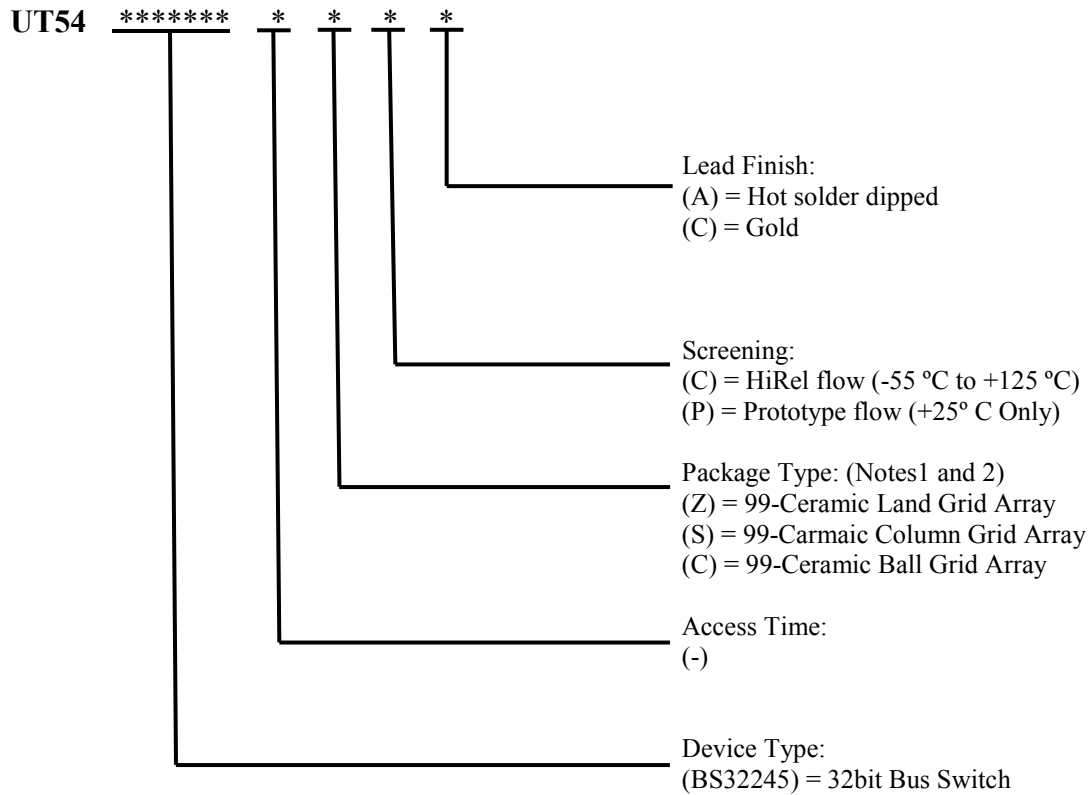 UT54 ******* * * * *
Lead Finish:
(A) = Hot solder dipped
(C) = Gold
Screening:
(C) = HiRel flow (-55 ºC to +125 ºC)
(P) = Prototype flow (+25º C Only)
Package Type: (Notes1 and 2)
(Z) = 99-Ceramic Land Grid Array
(S) = 99-Carmaic Column Grid Array
(C) = 99-Ceramic Ball Grid Array
Access Time:
(-)
Device Type:
(BS32245) = 32bit Bus Switch